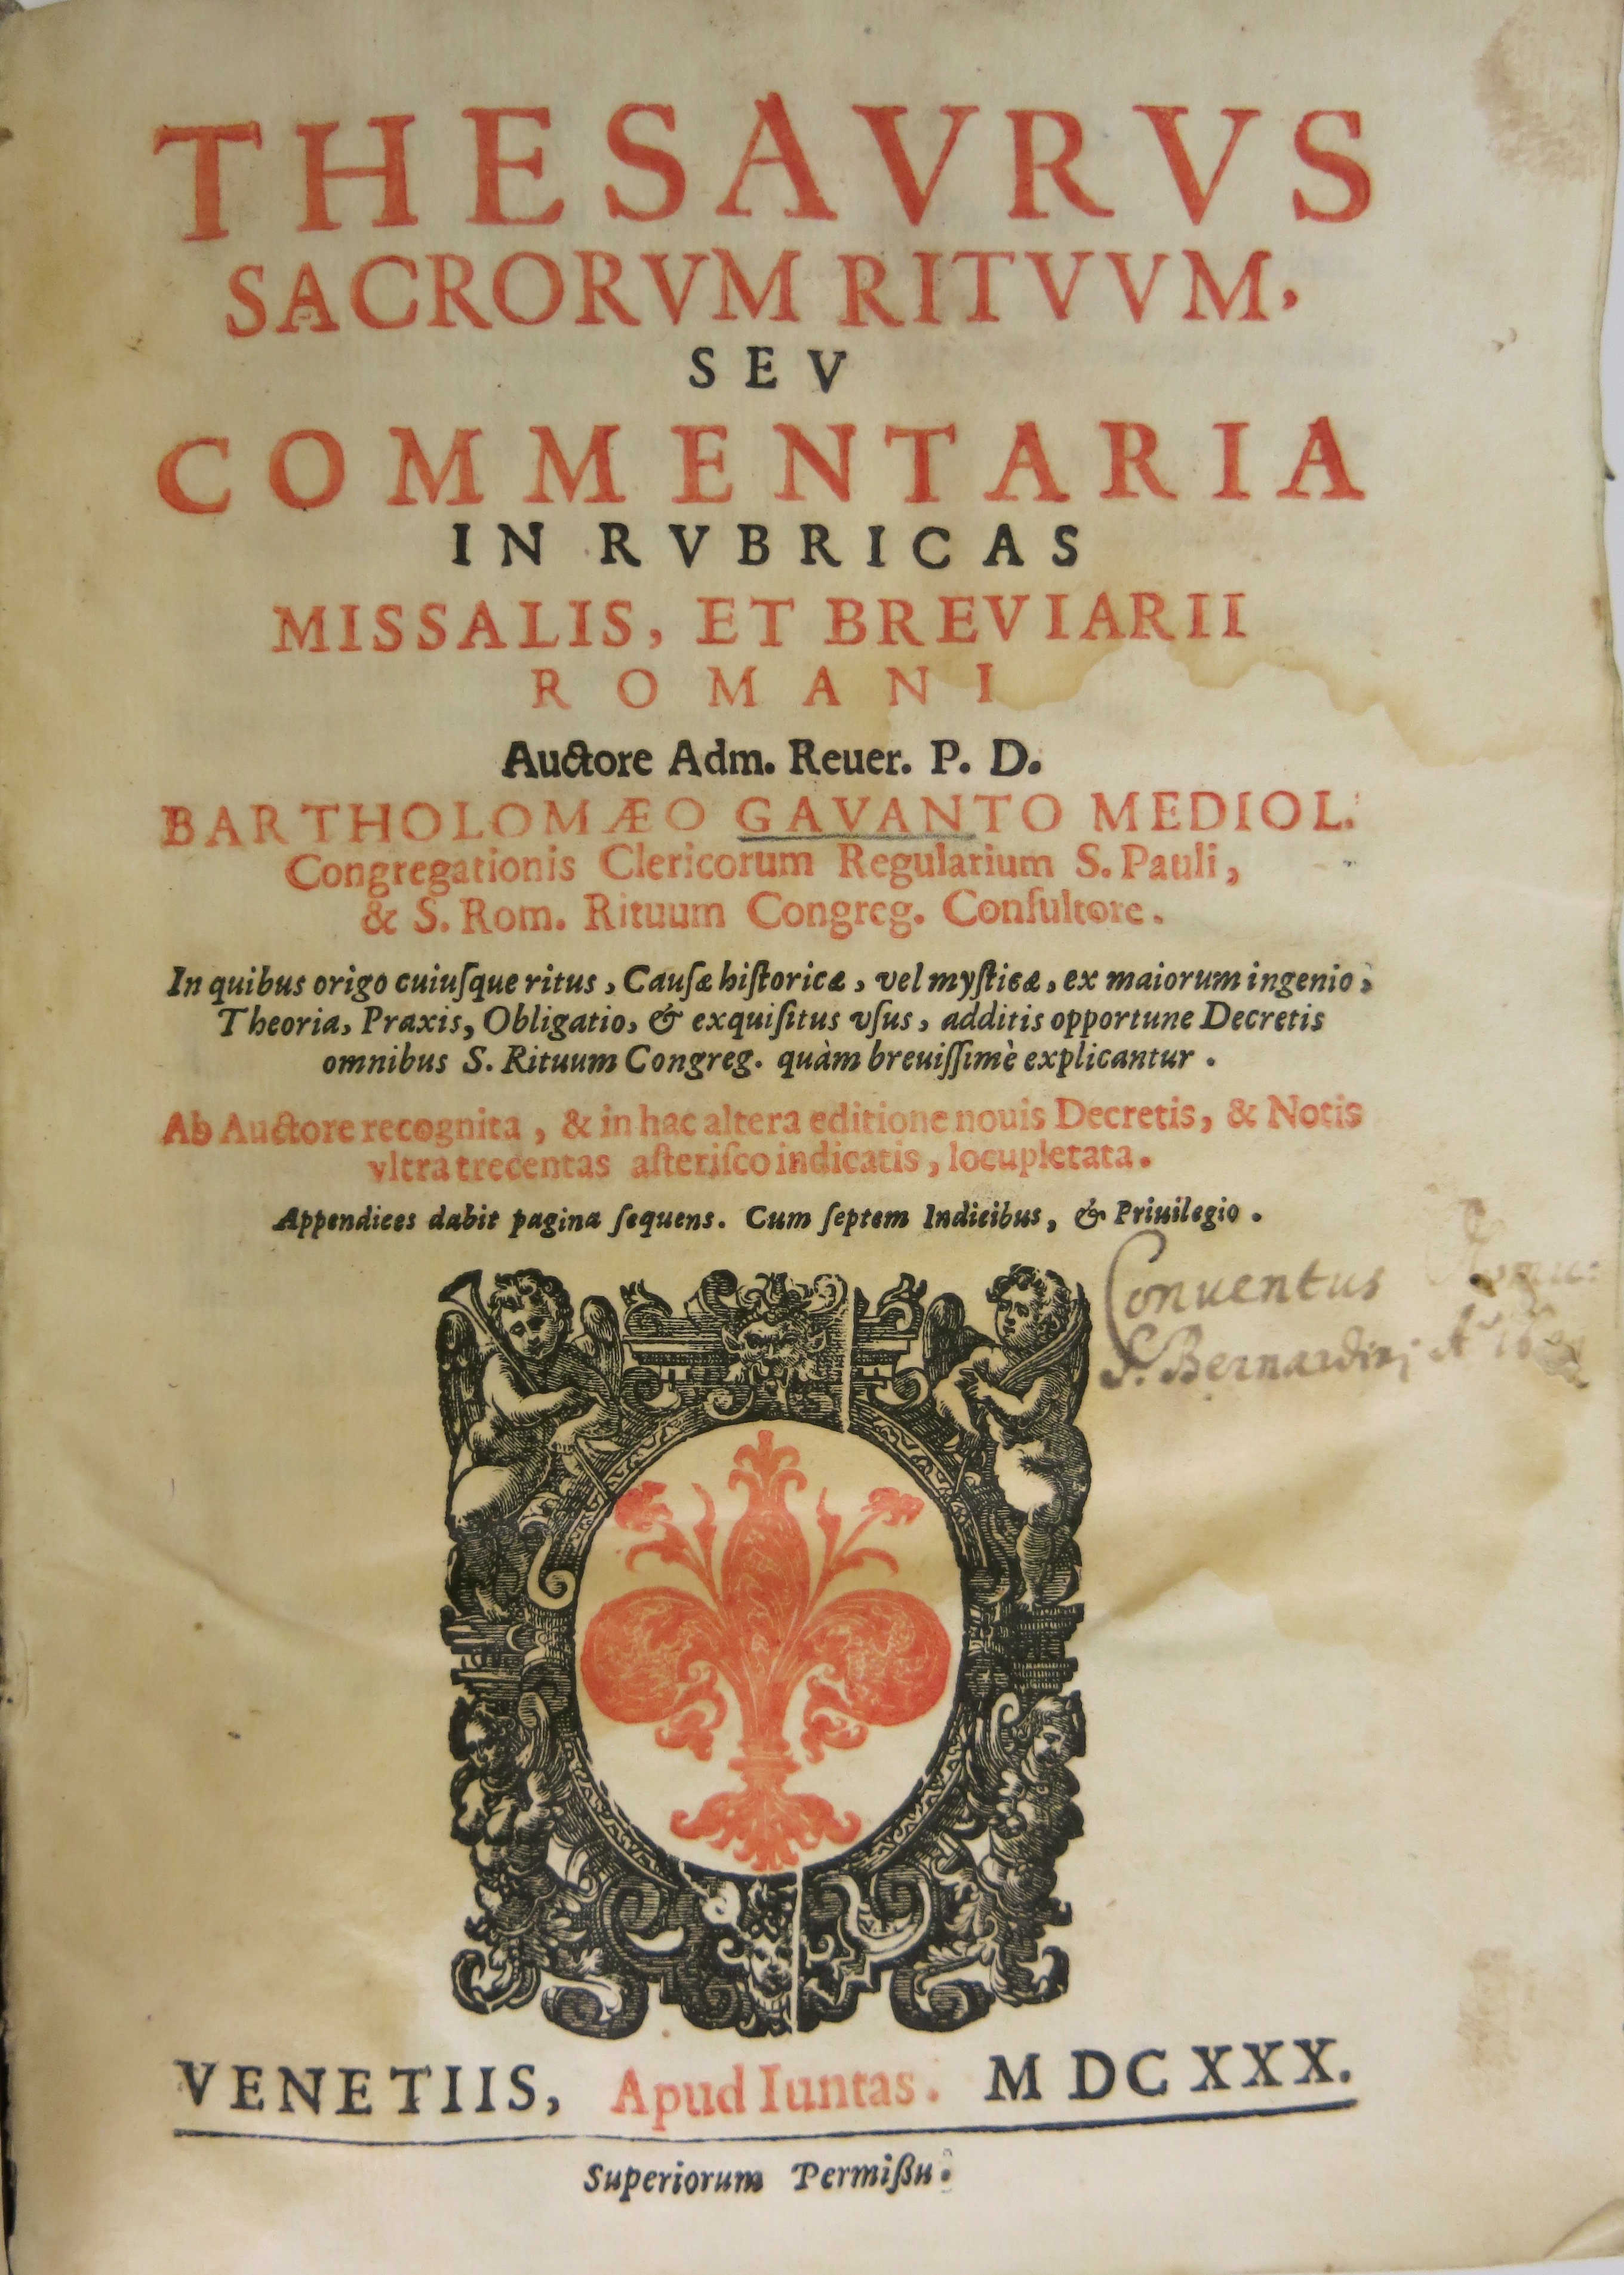 THESAVRVS
SACRORVM RITVVM,
SEV
COMMENTARIA
IN RVBRICAS
MISSALIS, ET BREVIARII
ROMANI
Auctore Adm. Reuer. P. D.
BARTHOLOMÆO GAVANTO MEDIOL.
Congregationis Clericorum Regularium S. Pauli,
& S. Rom. Rituum Congreg. Conſultore.
In quibus origo cuiuſque ritus, Cauſæ hiſtoricæ, vel myſticæ, ex maiorum ingenio,
Theoria, Praxis, Obligatio, & exquiſitus vſus, additis opportune Decretis
omnibus S. Rituum Congreg. quàm breuiſſimè explicantur.
Ab Auctore recognita, & in hac altera editione nouis Decretis, & Notis
vltra trecentas aſteriſco indicatis, locupletata.
Appendices dabit pagina ſequens. Cum ſeptem Indicibus, & Priuilegio.
Conuentus
S. Bernardini
VENETIIS, Apud Iuntas. M DC XXX.
Superiorum Permißu.